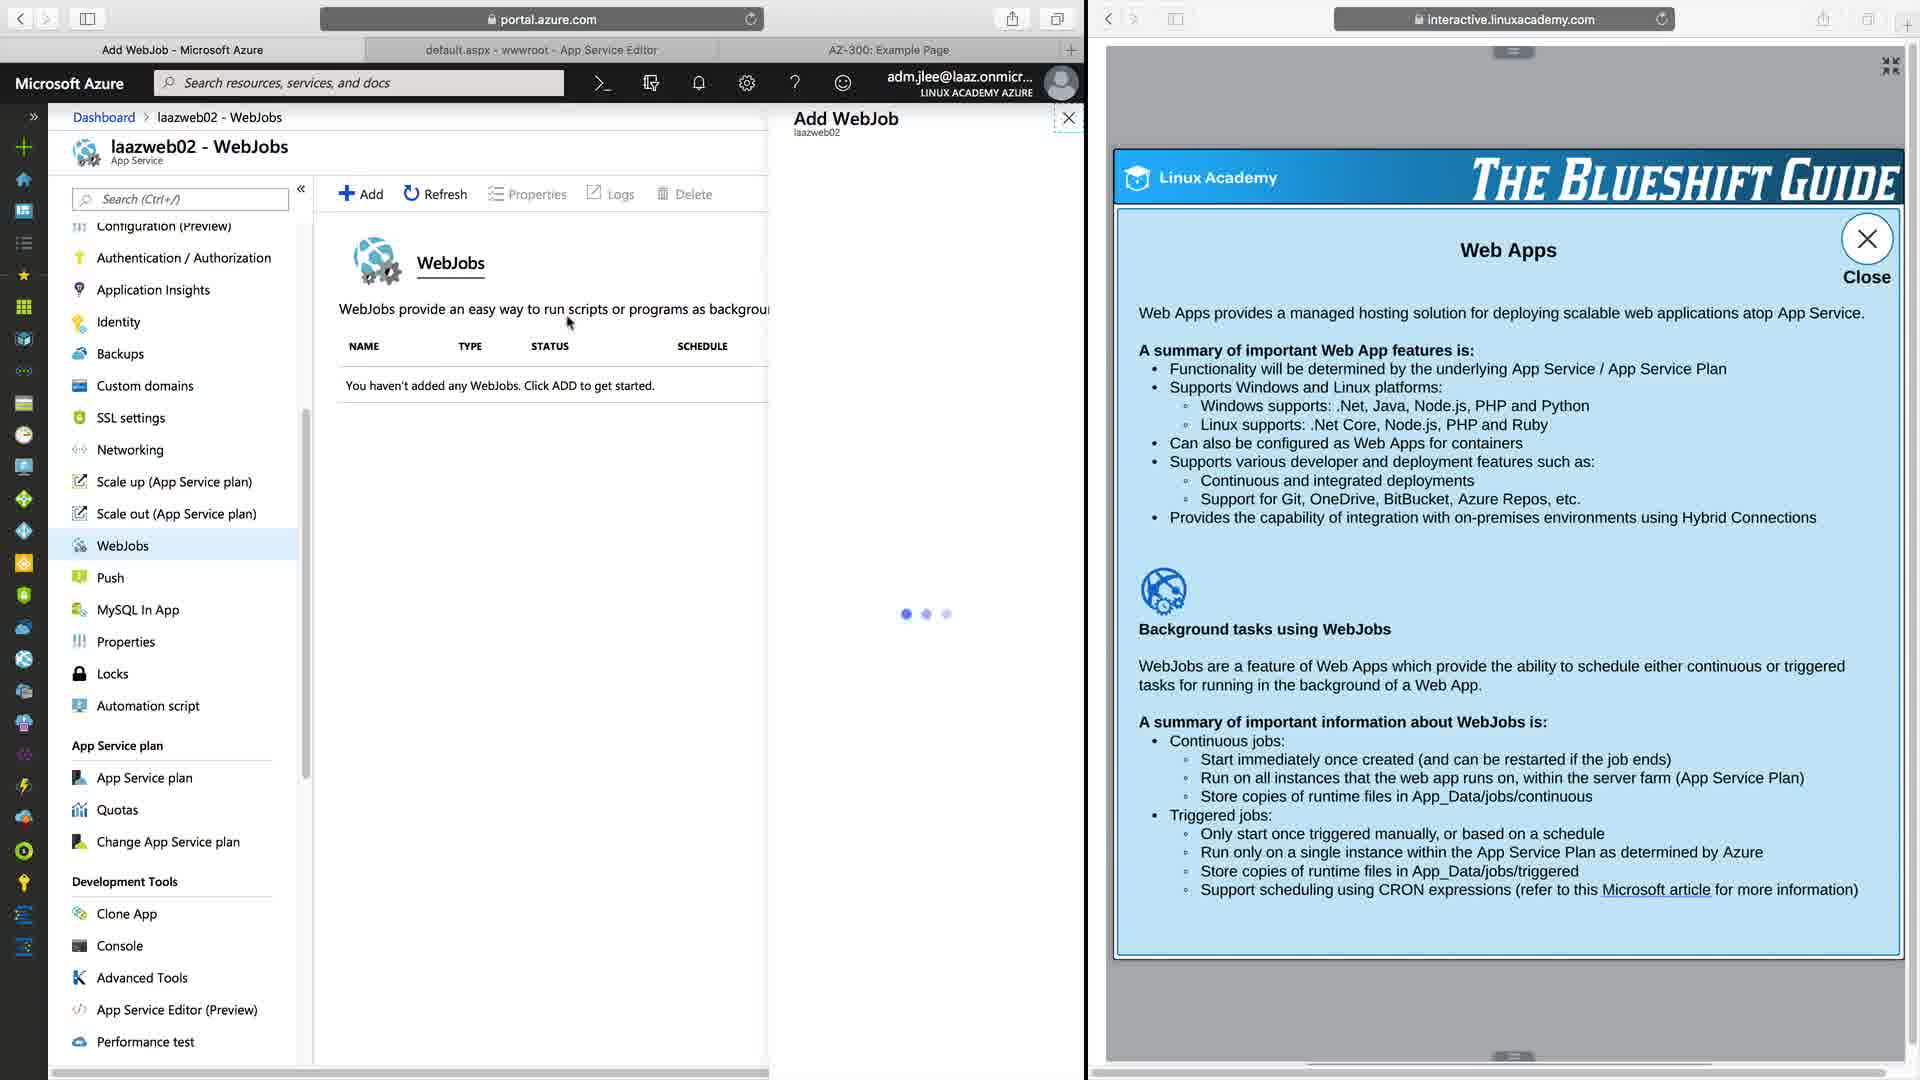 portal.azure.com
Add WebJob - Microsoft Azure
default.aspx - wwwroot - App Service Editor
AZ-300: Example Page
Microsoft Azure
Search resources, services, and docs
adm.jlee@laaz.onmicr...
LINUX ACADEMY AZURE
Dashboard > laazweb02 - WebJobs
laazweb02 - WebJobs
App Service
Search (Ctrl+/)
Configuration (Preview)
Authentication / Authorization
Application Insights
Identity
Backups
Custom domains
SSL settings
Networking
Scale up (App Service plan)
Scale out (App Service plan)
WebJobs
Push
MySQL In App
Properties
Locks
Automation script
App Service plan
App Service plan
Quotas
Change App Service plan
Development Tools
Clone App
Console
Advanced Tools
App Service Editor (Preview)
Performance test
Add Refresh Properties Logs Delete
WebJobs
WebJobs provide an easy way to run scripts or programs as backgrou
NAME TYPE STATUS SCHEDULE
You haven't added any WebJobs. Click ADD to get started.
Add WebJob
laazweb02
interactive.linuxacademy.com
Linux Academy
THE BLUESHIFT GUIDE
Web Apps
Close
Web Apps provides a managed hosting solution for deploying scalable web applications atop App Service.
A summary of important Web App features is:
• Functionality will be determined by the underlying App Service / App Service Plan
• Supports Windows and Linux platforms:
◦ Windows supports: .Net, Java, Node.js, PHP and Python
◦ Linux supports: .Net Core, Node.js, PHP and Ruby
• Can also be configured as Web Apps for containers
• Supports various developer and deployment features such as:
◦ Continuous and integrated deployments
◦ Support for Git, OneDrive, BitBucket, Azure Repos, etc.
• Provides the capability of integration with on-premises environments using Hybrid Connections
Background tasks using WebJobs
WebJobs are a feature of Web Apps which provide the ability to schedule either continuous or triggered
tasks for running in the background of a Web App.
A summary of important information about WebJobs is:
• Continuous jobs:
◦ Start immediately once created (and can be restarted if the job ends)
◦ Run on all instances that the web app runs on, within the server farm (App Service Plan)
◦ Store copies of runtime files in App_Data/jobs/continuous
• Triggered jobs:
◦ Only start once triggered manually, or based on a schedule
◦ Run only on a single instance within the App Service Plan as determined by Azure
◦ Store copies of runtime files in App_Data/jobs/triggered
◦ Support scheduling using CRON expressions (refer to this Microsoft article for more information)